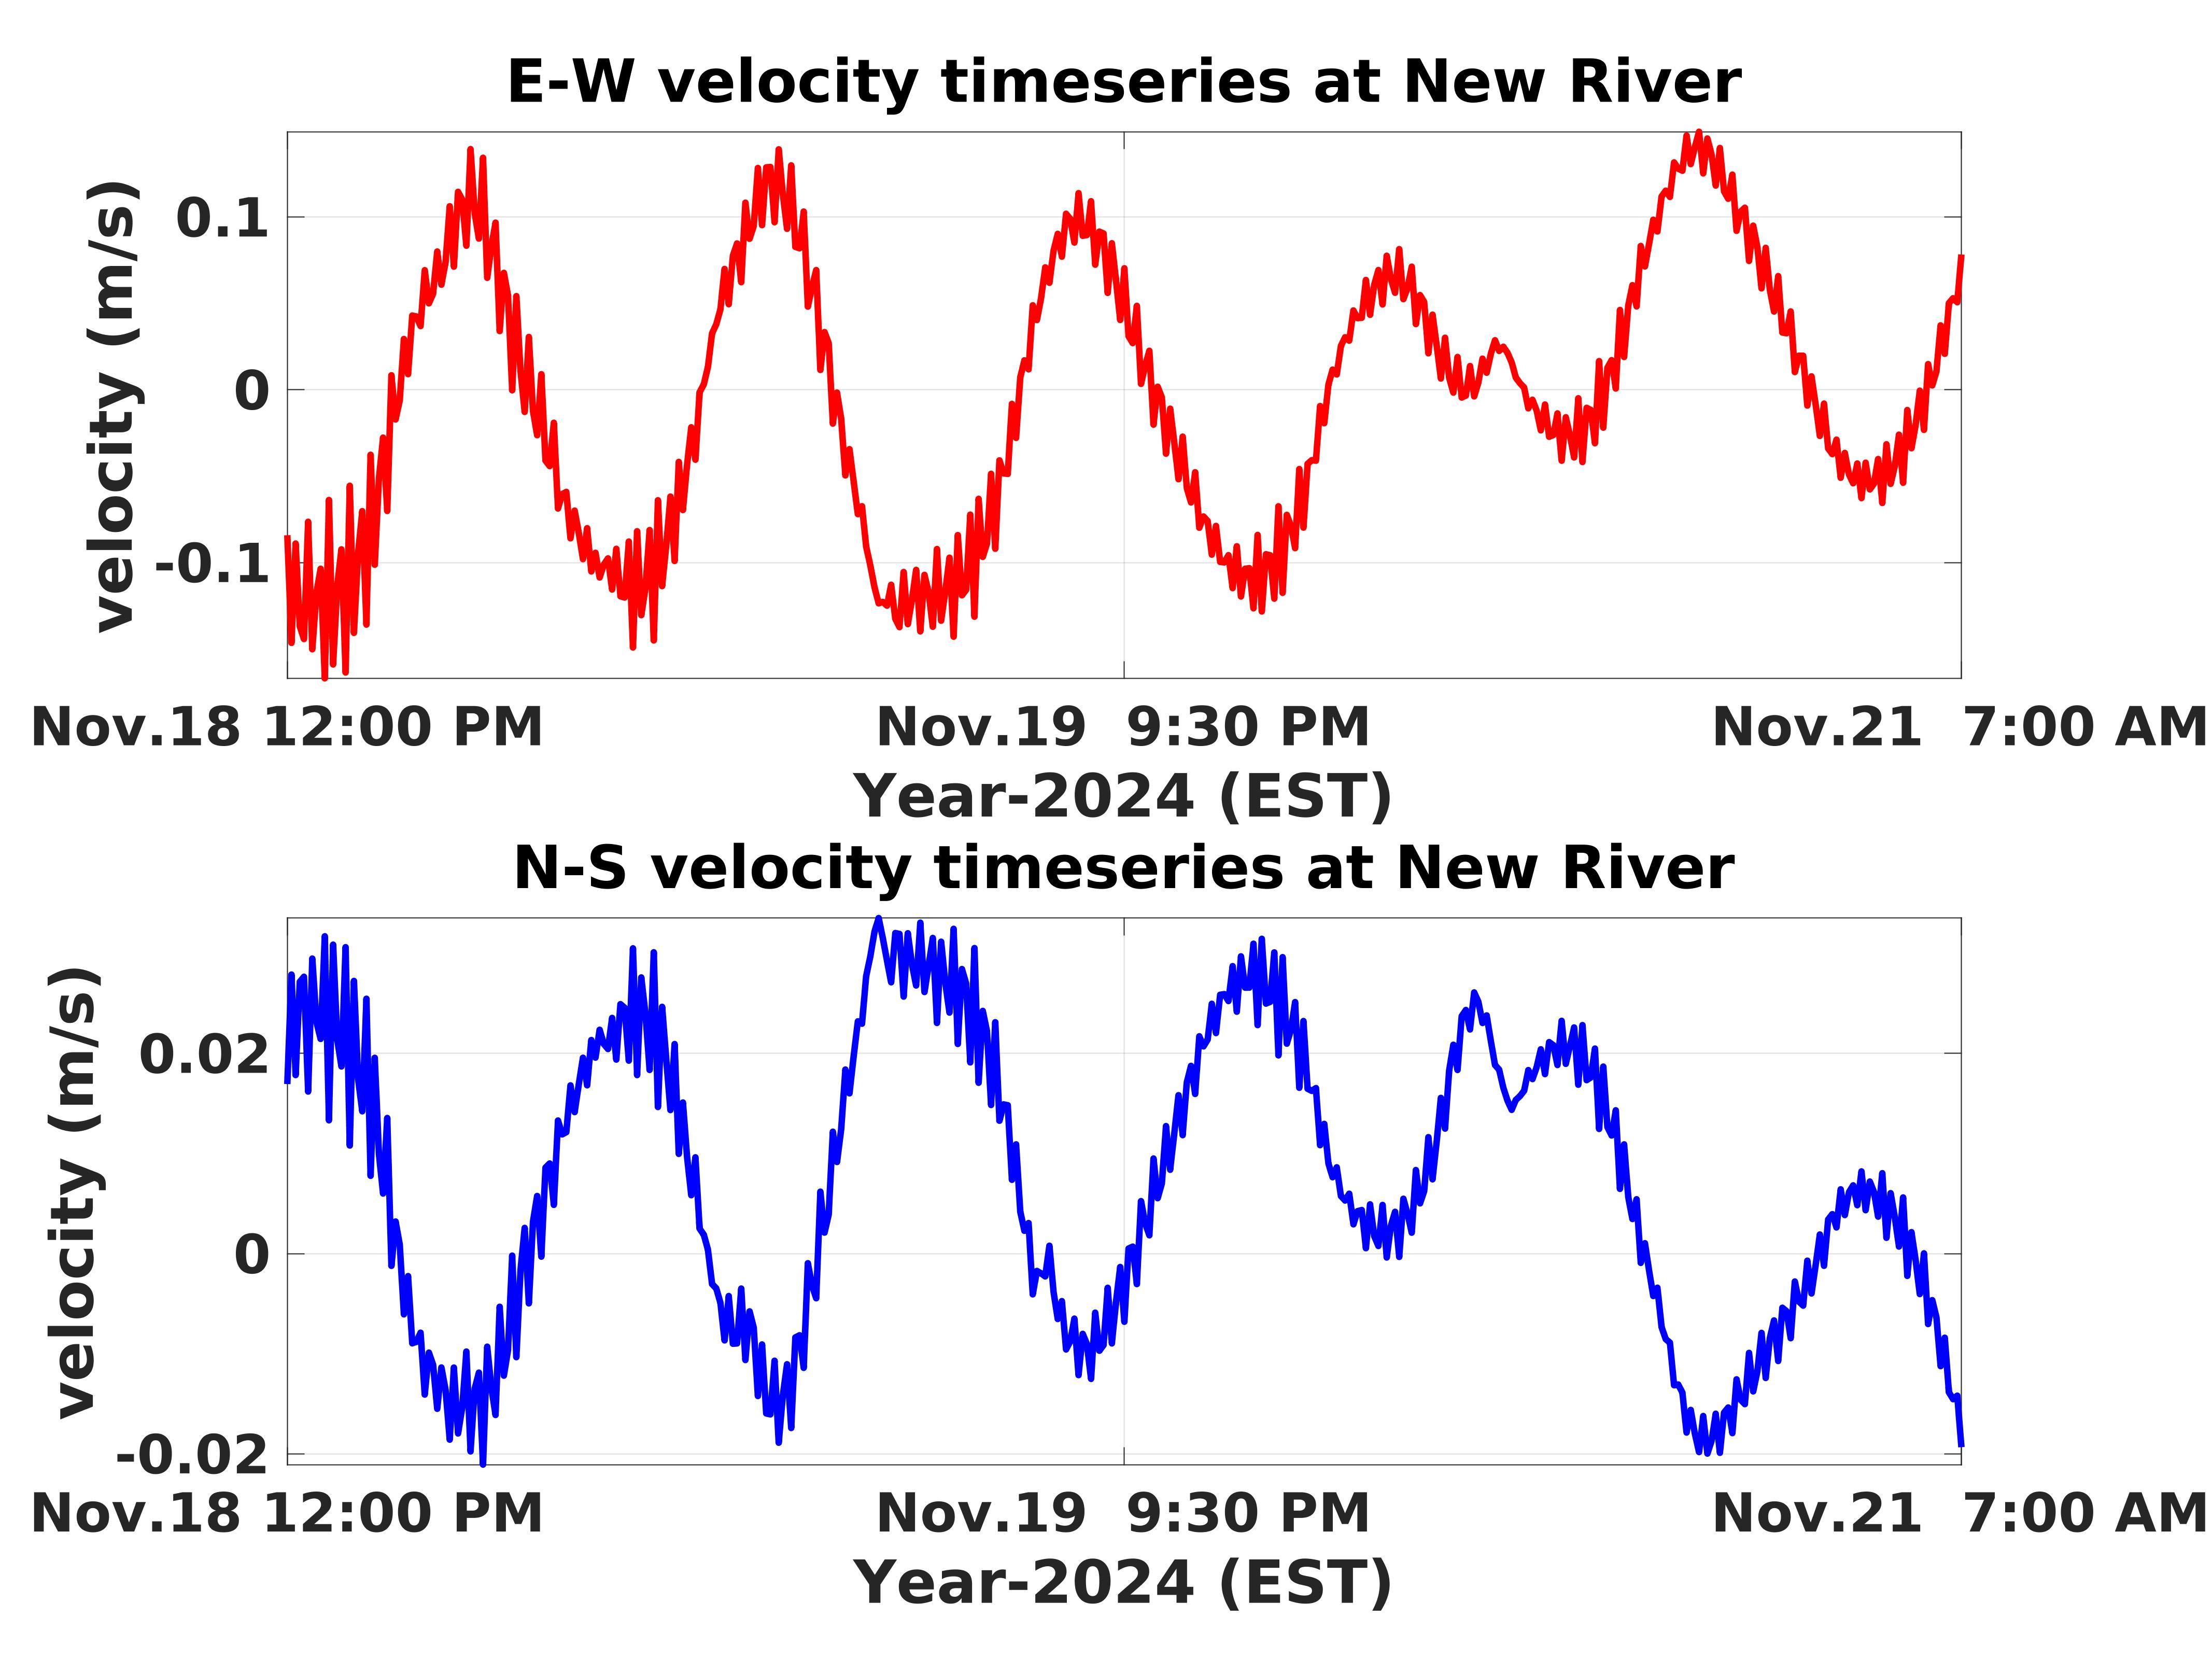 E-W velocity timeseries at New River
velocity (m/s)
0.1
0
-0.1
Nov.18 12:00 PM Nov.19 9:30 PM Nov.21 7:00 AM
Year-2024 (EST)
N-S velocity timeseries at New River
velocity (m/s)
0.02
0
-0.02
Nov.18 12:00 PM Nov.19 9:30 PM Nov.21 7:00 AM
Year-2024 (EST)